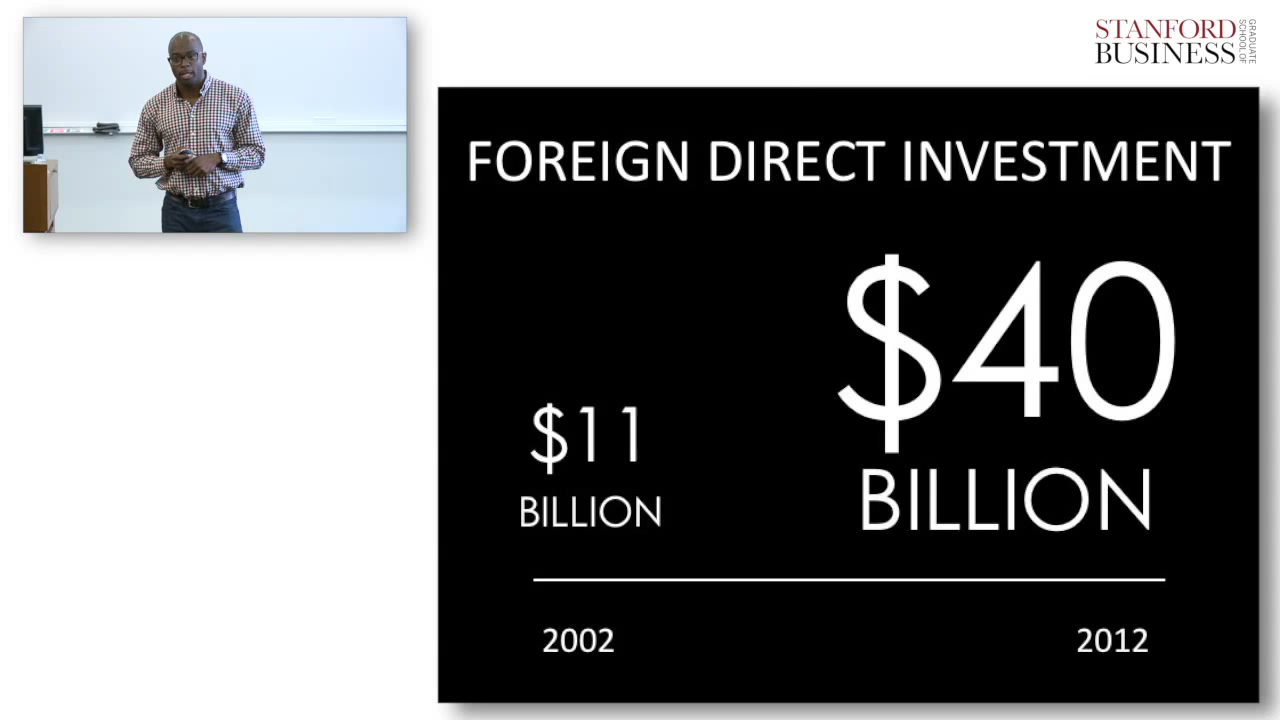 STANFORD
BUSINESS
GRADUATE
SCHOOL OF
FOREIGN DIRECT INVESTMENT
$11
BILLION
$40
BILLION
2002
2012